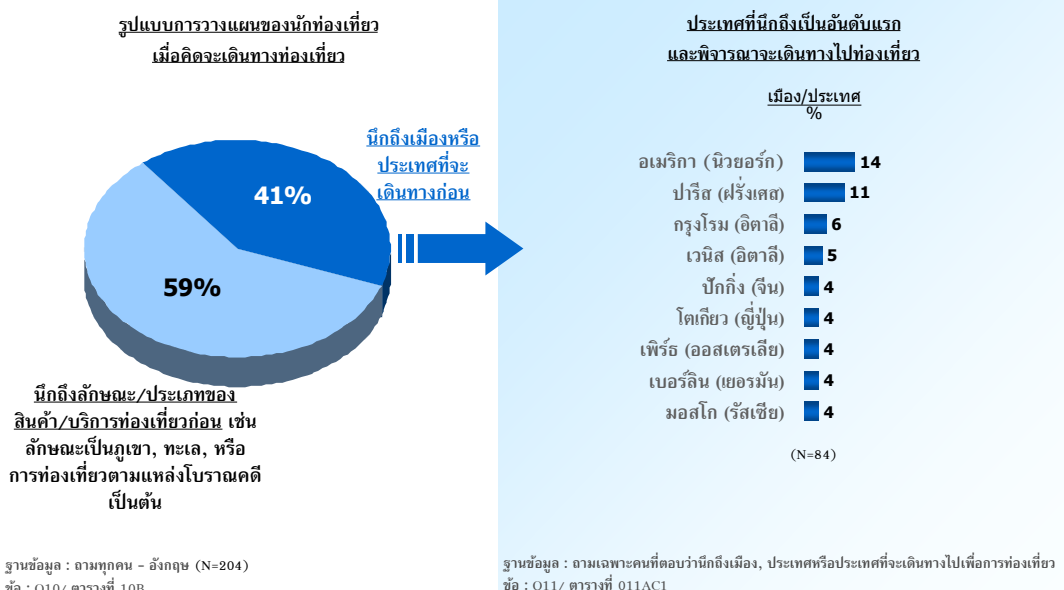 รูปแบบการวางแผนของนักท่องเที่ยว
เมื่อคิดจะเดินทางท่องเที่ยว
41%
59%
นึกถึงเมืองหรือ
ประเทศที่จะ
เดินทางก่อน
นึกถึงลักษณะ/ประเภทของ
สินค้า/บริการท่องเที่ยวก่อน เช่น
ลักษณะเป็นภูเขา, ทะเล, หรือ
การท่องเที่ยวตามแหล่งโบราณคดี
เป็นต้น
ฐานข้อมูล : ถามทุกคน - อังกฤษ (N=204)
ข้อ : Q10/ ตารางที่ 10B
ประเทศที่นึกถึงเป็นอันดับแรก
และพิจารณาจะเดินทางไปท่องเที่ยว
เมือง/ประเทศ
%
อเมริกา (นิวยอร์ก) 14
ปารีส (ฝรั่งเศส) 11
กรุงโรม (อิตาลี) 6
เวนิส (อิตาลี) 5
ปักกิ่ง (จีน) 4
โตเกียว (ญี่ปุ่น) 4
เพิร์ธ (ออสเตรเลีย) 4
เบอร์ลิน (เยอรมัน) 4
มอสโก (รัสเซีย) 4
(N=84)
ฐานข้อมูล : ถามเฉพาะคนที่ตอบว่านึกถึงเมือง, ประเทศหรือประเทศที่จะเดินทางไปเพื่อการท่องเที่ยว
ข้อ : Q11/ ตารางที่ 011AC1